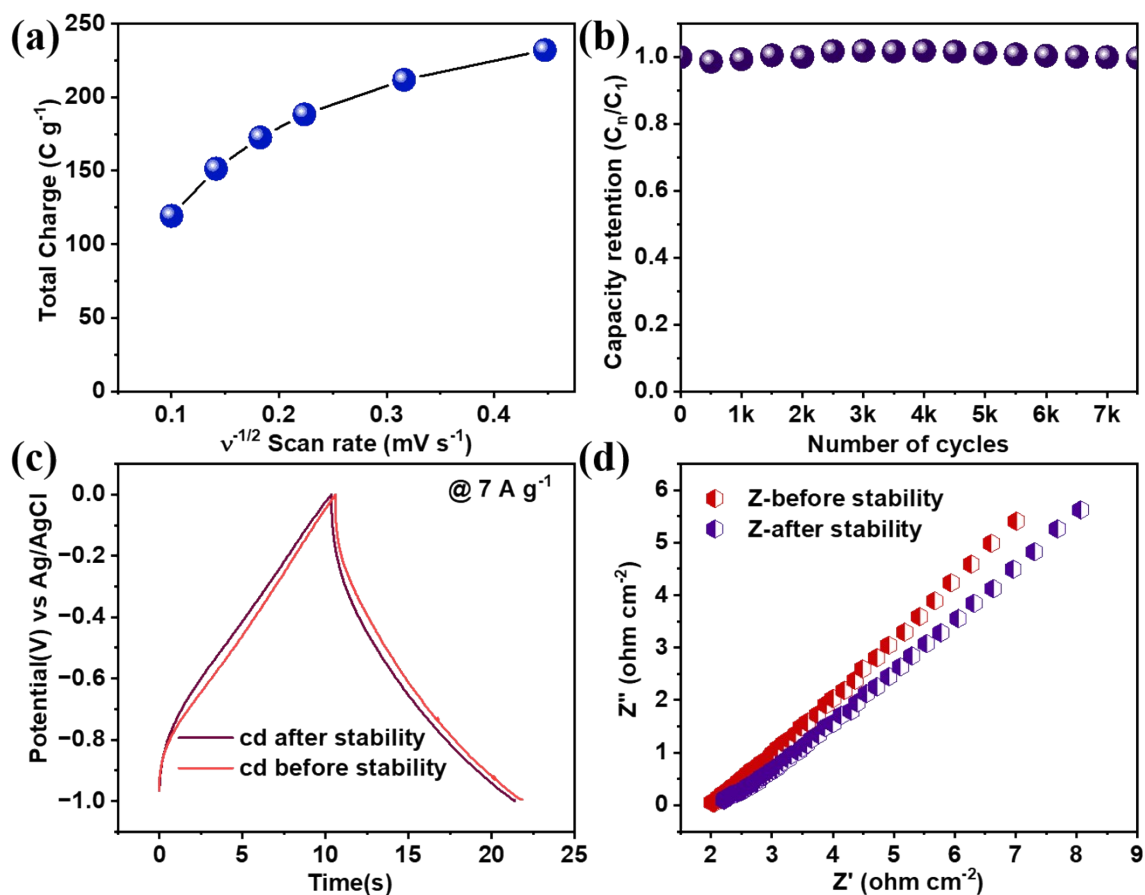 (a)
250
200
150
100
50
0
Total Charge (C g⁻¹)
0.1 0.2 0.3 0.4
ν⁻¹ᐟ² Scan rate (mV s⁻¹)
(b)
1.0
0.8
0.6
0.4
0.2
0.0
Capacity retention (Cₙ/C₁)
0 1k 2k 3k 4k 5k 6k 7k
Number of cycles
(c)
@ 7 A g⁻¹
0.0
−0.2
−0.4
−0.6
−0.8
−1.0
Potential(V) vs Ag/AgCl
cd after stability
cd before stability
0 5 10 15 20 25
Time(s)
(d)
Z-before stability
Z-after stability
6
5
4
3
2
1
0
Z'' (ohm cm⁻²)
2 3 4 5 6 7 8 9
Z' (ohm cm⁻²)